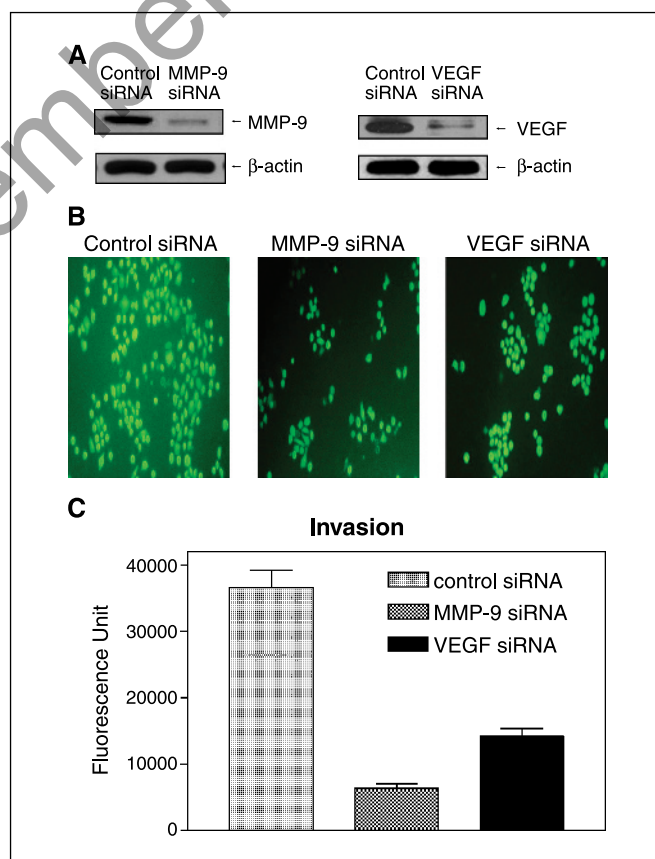 A
Control MMP-9
siRNA siRNA
← MMP-9
← β-actin
Control VEGF
siRNA siRNA
← VEGF
← β-actin
B
Control siRNA
MMP-9 siRNA
VEGF siRNA
C
Invasion
Fluorescence Unit
40000
30000
20000
10000
0
control siRNA
MMP-9 siRNA
VEGF siRNA